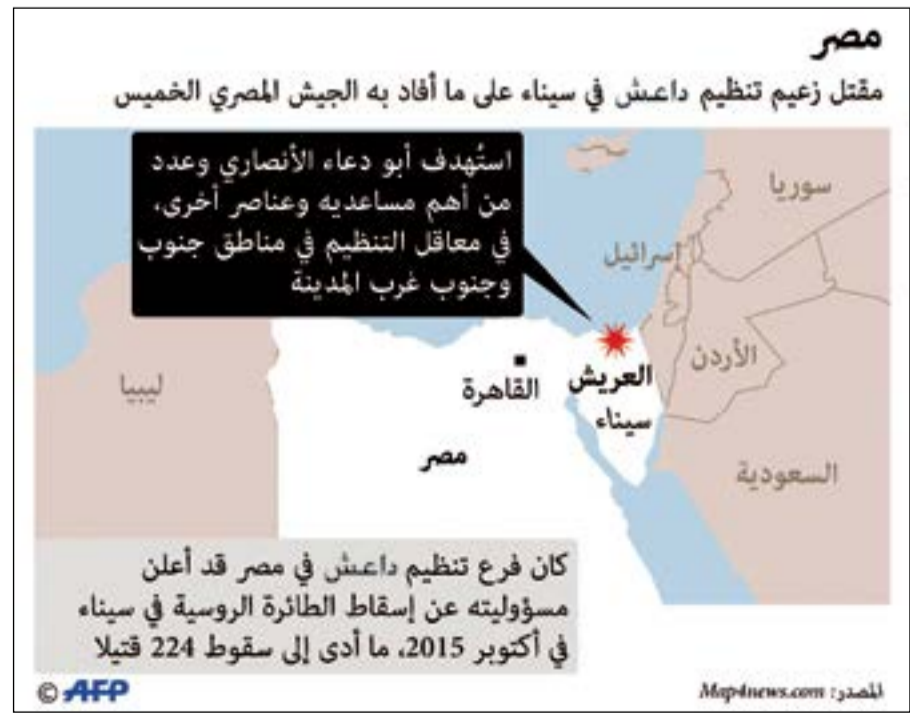 مصر
مقتل زعيم تنظيم داعش في سيناء على ما أفاد به الجيش المصري الخميس
استُهدف أبو دعاء الأنصاري وعدد
من أهم مساعديه وعناصر أخرى،
في معاقل التنظيم في مناطق جنوب
وجنوب غرب المدينة
سوريا
إسرائيل
الأردن
ليبيا
القاهرة
العريش
سيناء
مصر
السعودية
كان فرع تنظيم داعش في مصر قد أعلن
مسؤوليته عن إسقاط الطائرة الروسية في سيناء
في أكتوبر 2015، ما أدى إلى سقوط 224 قتيلا
المصدر: Map4news.com
© AFP